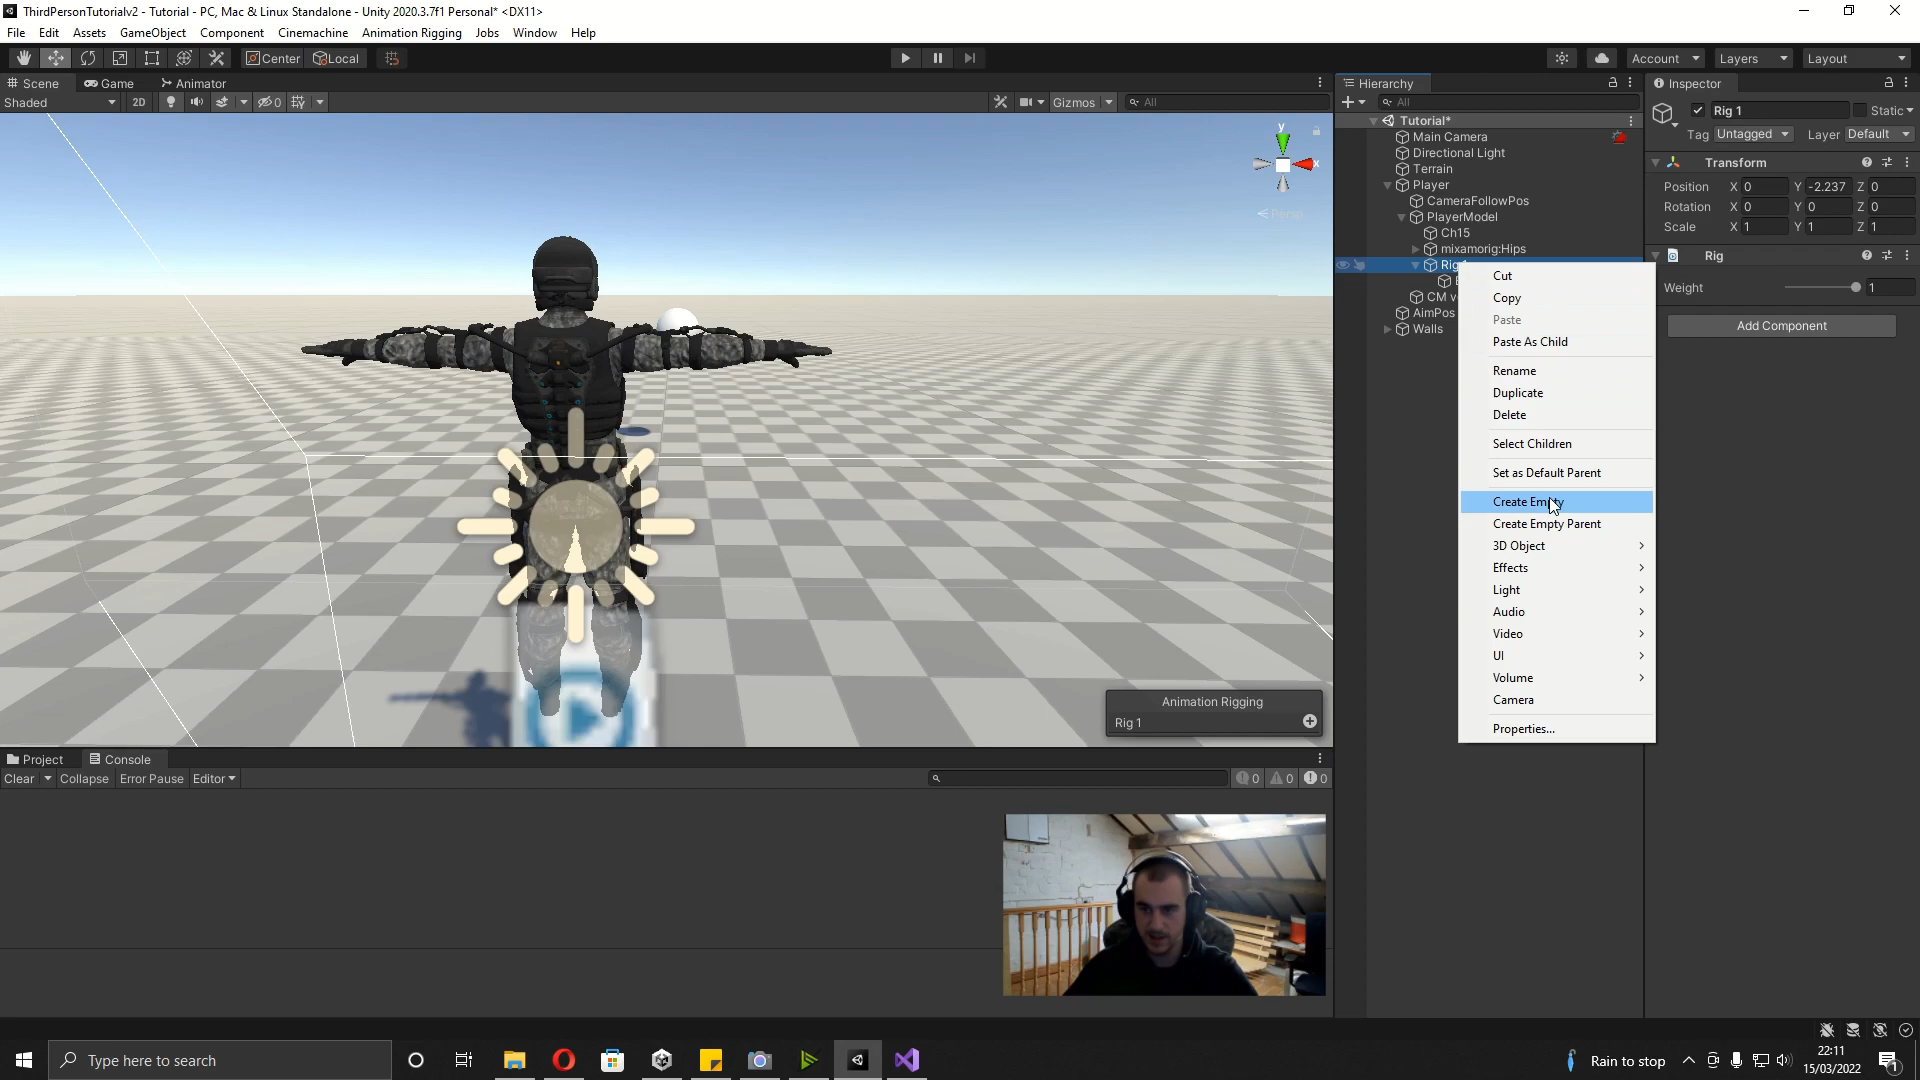 ThirdPersonTutorialv2 - Tutorial - PC, Mac & Linux Standalone - Unity 2020.3.7f1 Personal* <DX11>
File Edit Assets GameObject Component Cinemachine Animation Rigging Jobs Window Help
Center Local Account Layers Layout
Scene Game Animator
Shaded 2D Gizmos All
y
x
Persp
Animation Rigging
Rig 1
Hierarchy
All
Tutorial*
Main Camera
Directional Light
Terrain
Player
CameraFollowPos
PlayerModel
Ch15
mixamorig:Hips
Rig
CM
AimPos
Walls
Cut
Copy
Paste
Paste As Child
Rename
Duplicate
Delete
Select Children
Set as Default Parent
Create Empty
Create Empty Parent
3D Object
Effects
Light
Audio
Video
UI
Volume
Camera
Properties...
Inspector
Rig 1 Static
Tag Untagged Layer Default
Transform
Position X 0 Y -2.237 Z 0
Rotation X 0 Y 0 Z 0
Scale X 1 Y 1 Z 1
Rig
Weight 1
Add Component
Project Console
Clear Collapse Error Pause Editor 0 0 0
Type here to search
Rain to stop
22:11
15/03/2022
1